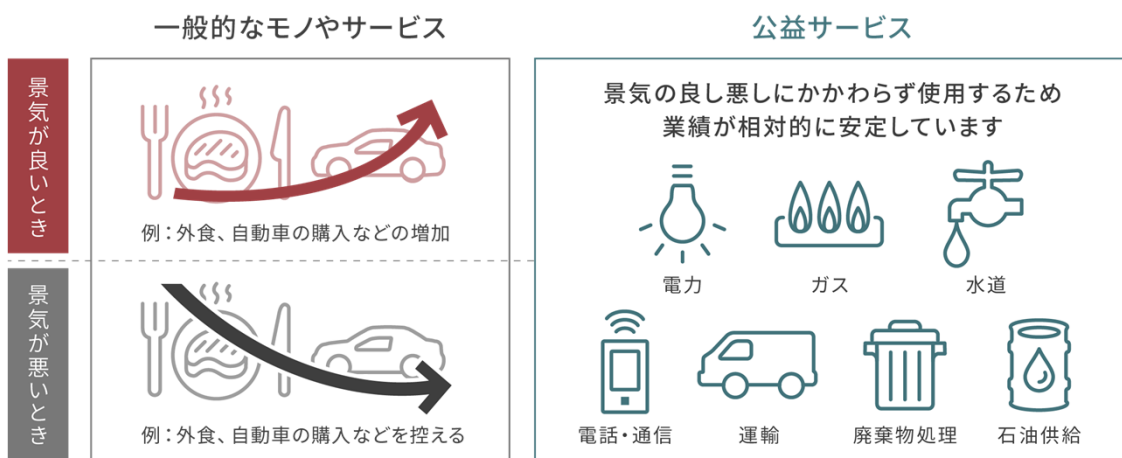 一般的なモノやサービス
公益サービス
景気が良いとき
例：外食、自動車の購入などの増加
景気が悪いとき
例：外食、自動車の購入などを控える
景気の良し悪しにかかわらず使用するため
業績が相対的に安定しています
電力
ガス
水道
電話・通信
運輸
廃棄物処理
石油供給